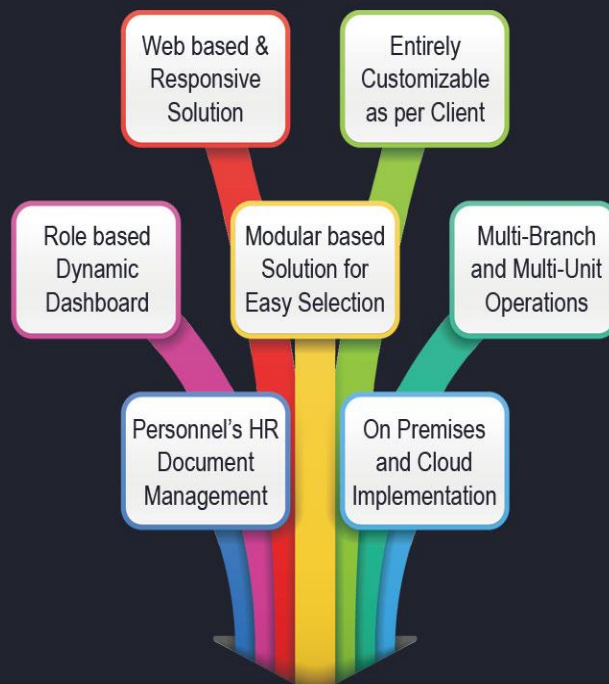 Web based &
Responsive
Solution
Entirely
Customizable
as per Client
Role based
Dynamic
Dashboard
Modular based
Solution for
Easy Selection
Multi-Branch
and Multi-Unit
Operations
Personnel's HR
Document
Management
On Premises
and Cloud
Implementation